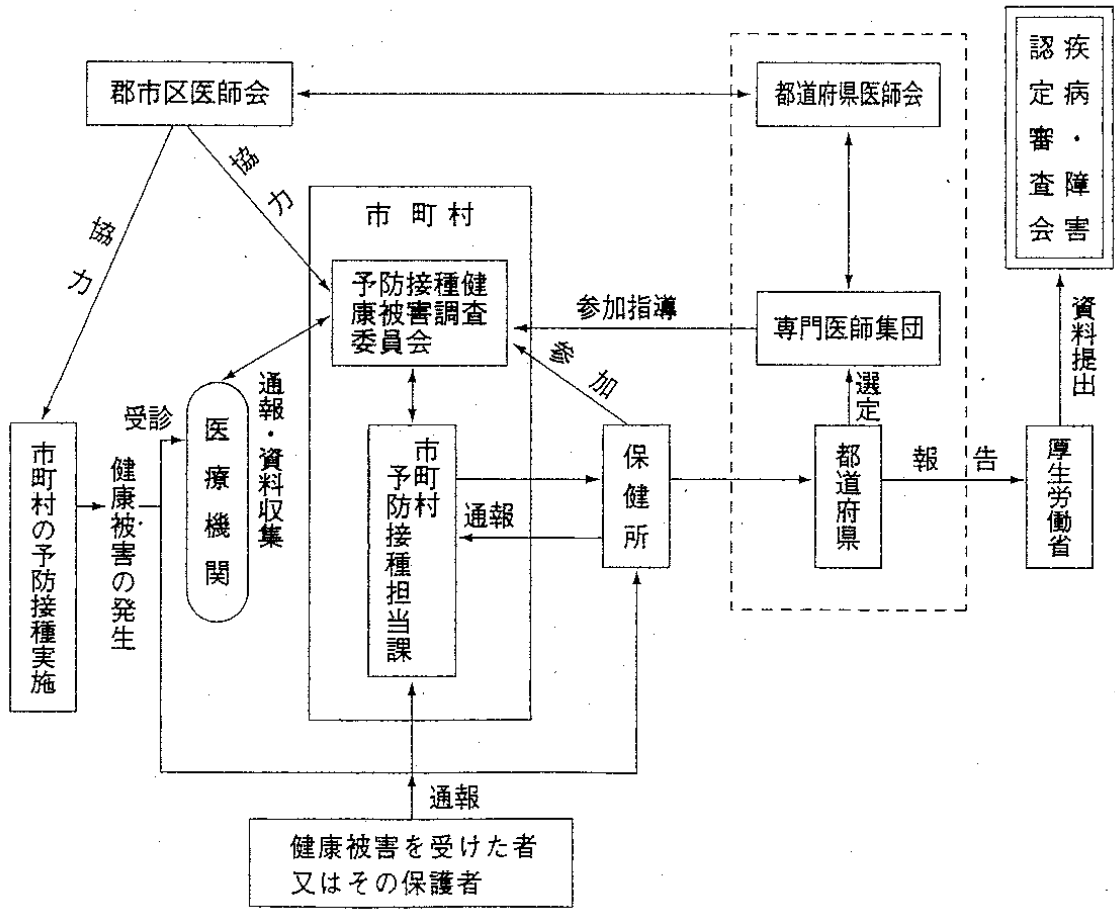 郡市区医師会
都道府県医師会
疾病・障害
認定審査会
協力
協力
市町村
予防接種健
康被害調査
委員会
参加指導
専門医師集団
資料提出
参加
選定
通報・資料収集
受診
医療機関
市町村の予防接種実施
健康被害の発生
市町村
予防接種担当課
通報
保健所
都道府県
報告
厚生労働省
通報
健康被害を受けた者
又はその保護者